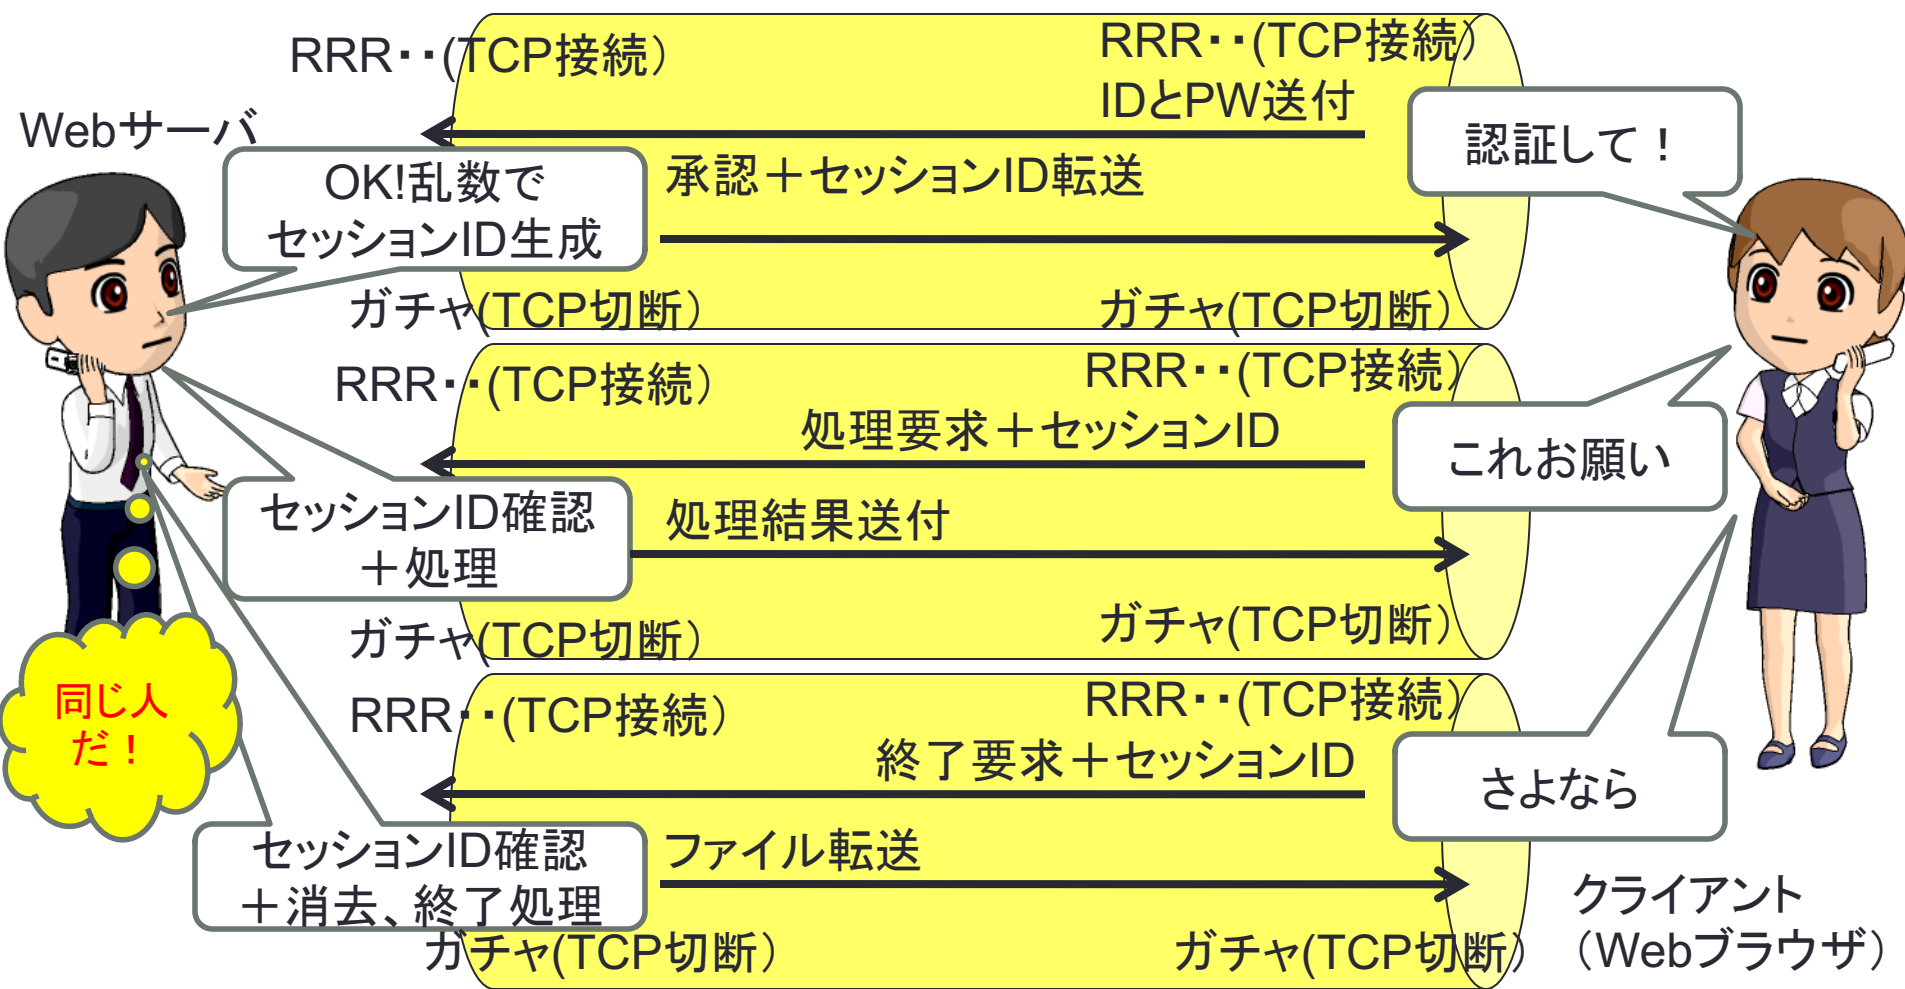 RRR・・(TCP接続）
RRR・・(TCP接続）
IDとPW送付
Webサーバ
認証して！
OK!乱数で
セッションID生成
承認＋セッションID転送
ガチャ(TCP切断）
ガチャ(TCP切断）
RRR・・(TCP接続）
RRR・・(TCP接続）
処理要求＋セッションID
これお願い
セッションID確認
＋処理
処理結果送付
ガチャ(TCP切断）
ガチャ(TCP切断）
同じ人
だ！
RRR・・(TCP接続）
RRR・・(TCP接続）
終了要求＋セッションID
さよなら
セッションID確認
＋消去、終了処理
ファイル転送
ガチャ(TCP切断）
ガチャ(TCP切断）
クライアント
（Webブラウザ）